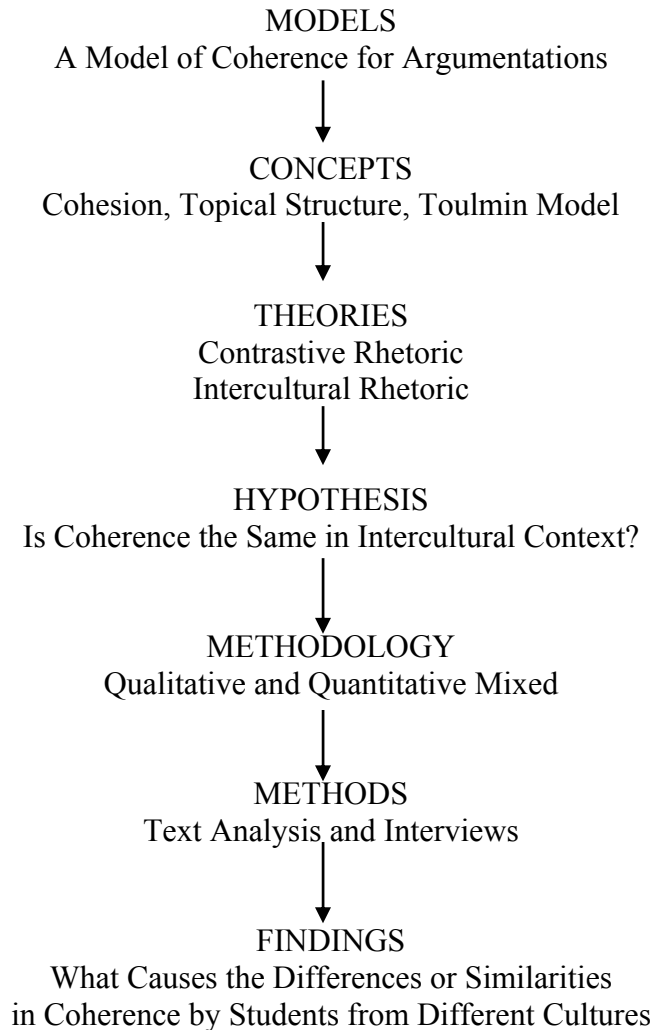 MODELS
A Model of Coherence for Argumentations
CONCEPTS
Cohesion, Topical Structure, Toulmin Model
THEORIES
Contrastive Rhetoric
Intercultural Rhetoric
HYPOTHESIS
Is Coherence the Same in Intercultural Context?
METHODOLOGY
Qualitative and Quantitative Mixed
METHODS
Text Analysis and Interviews
FINDINGS
What Causes the Differences or Similarities
in Coherence by Students from Different Cultures